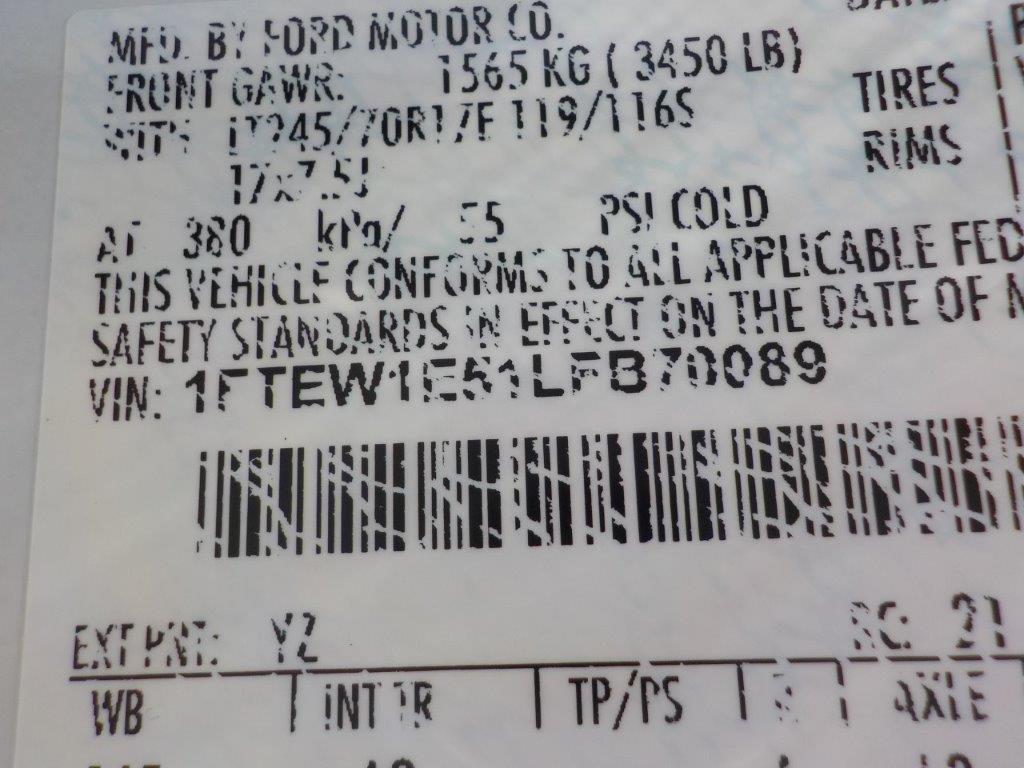 MFD. BY FORD MOTOR CO.
FRONT GAWR: 1565 KG ( 3450 LB)
WITH LT245/70R17E 119/116S TIRES
17x7.5J RIMS
AT 380 kPa/ 55 PSI COLD
THIS VEHICLE CONFORMS TO ALL APPLICABLE FED
SAFETY STANDARDS IN EFFECT ON THE DATE OF
VIN: 1FTEW1E51LFB70089
EXT PNT: YZ RC: 21
WB INT TR TP/PS R AXLE